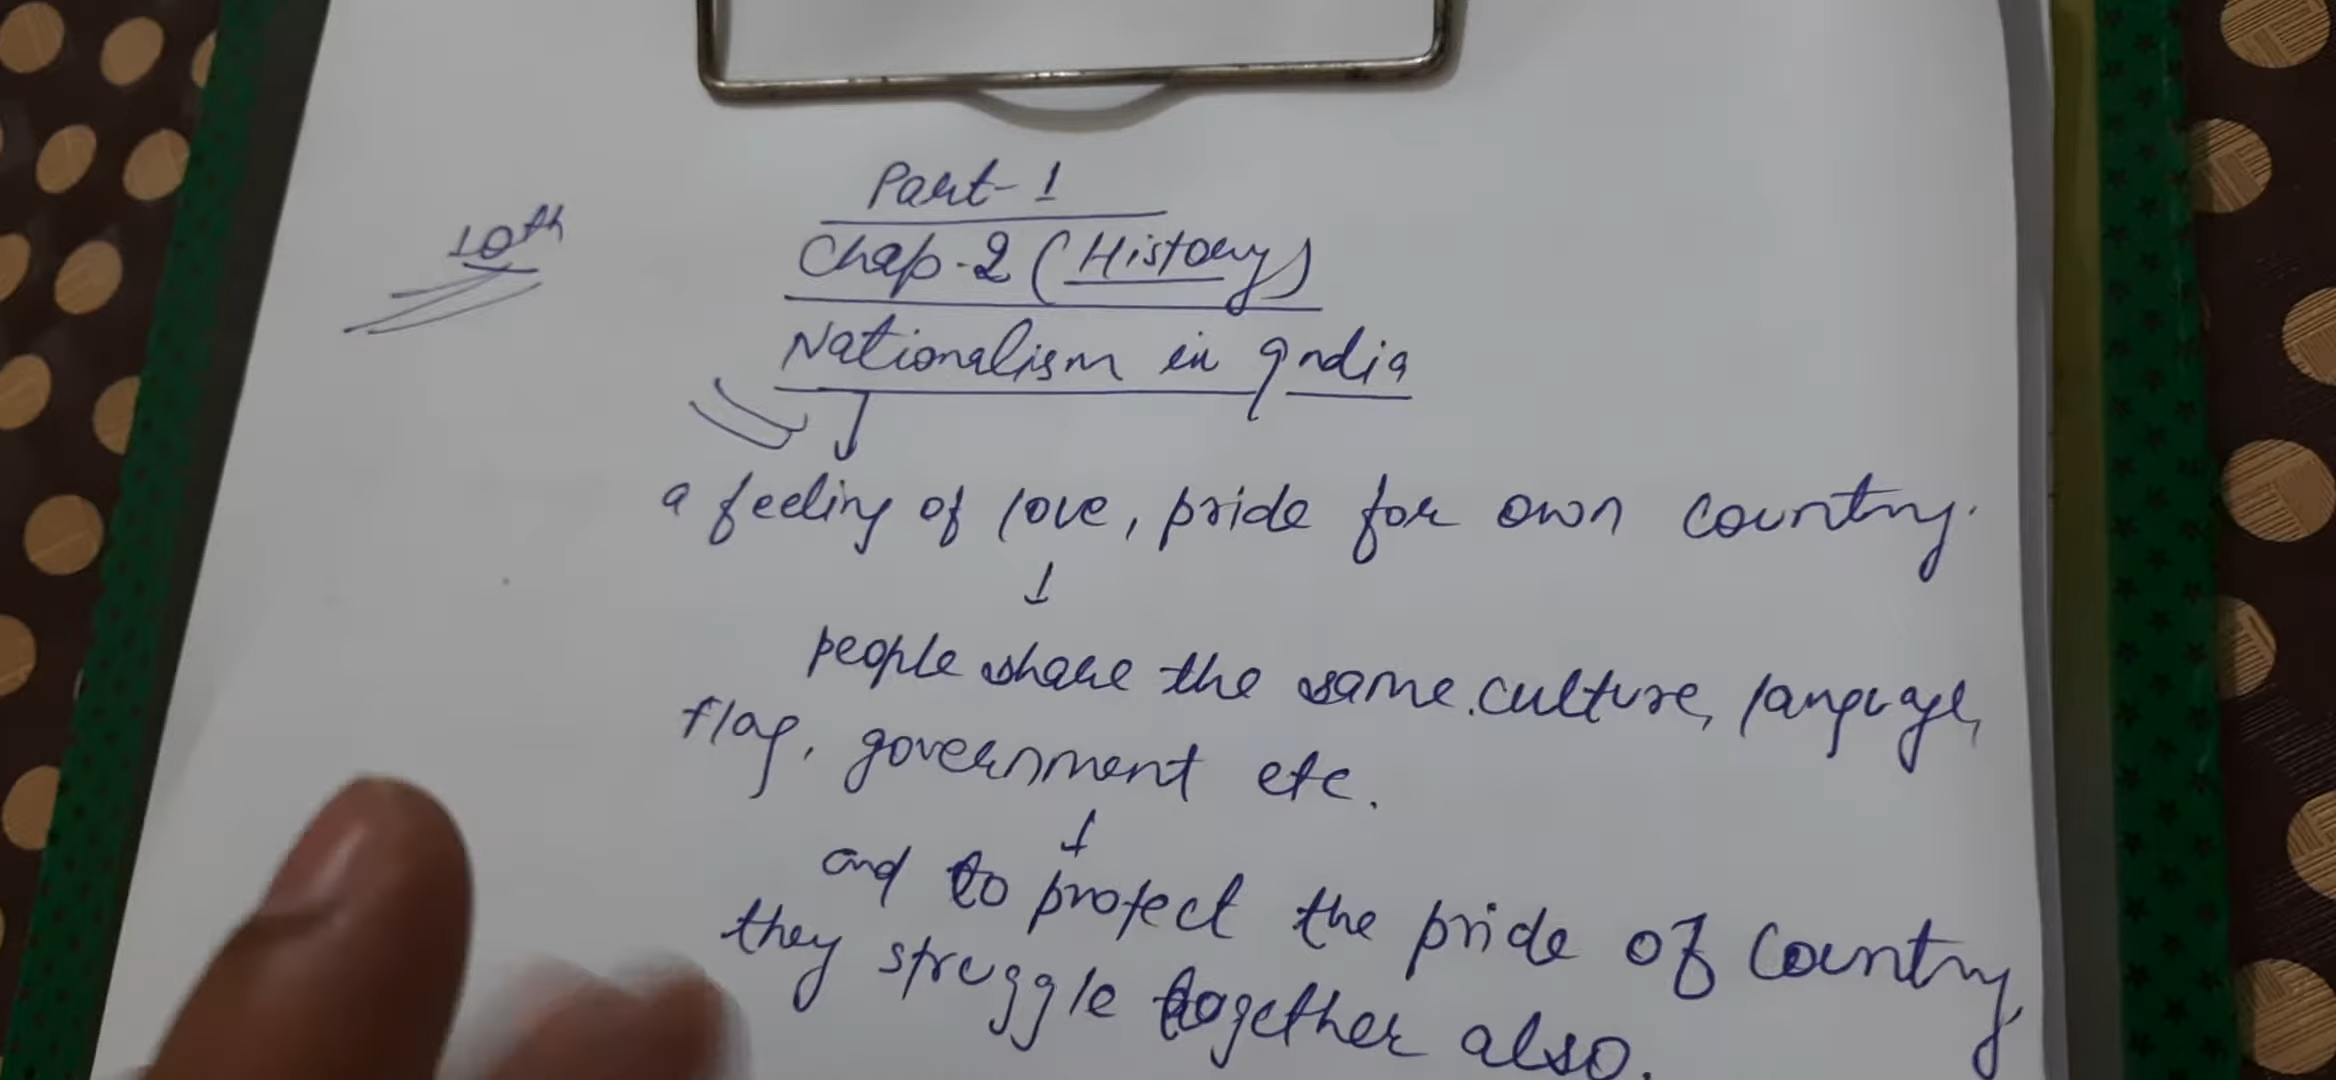 Part-1
10th
Chap-2 (History)
Nationalism in India
a feeling of love, pride for own country.
people share the same culture, language,
flag, government etc.
and to protect the pride of country
they struggle together also.